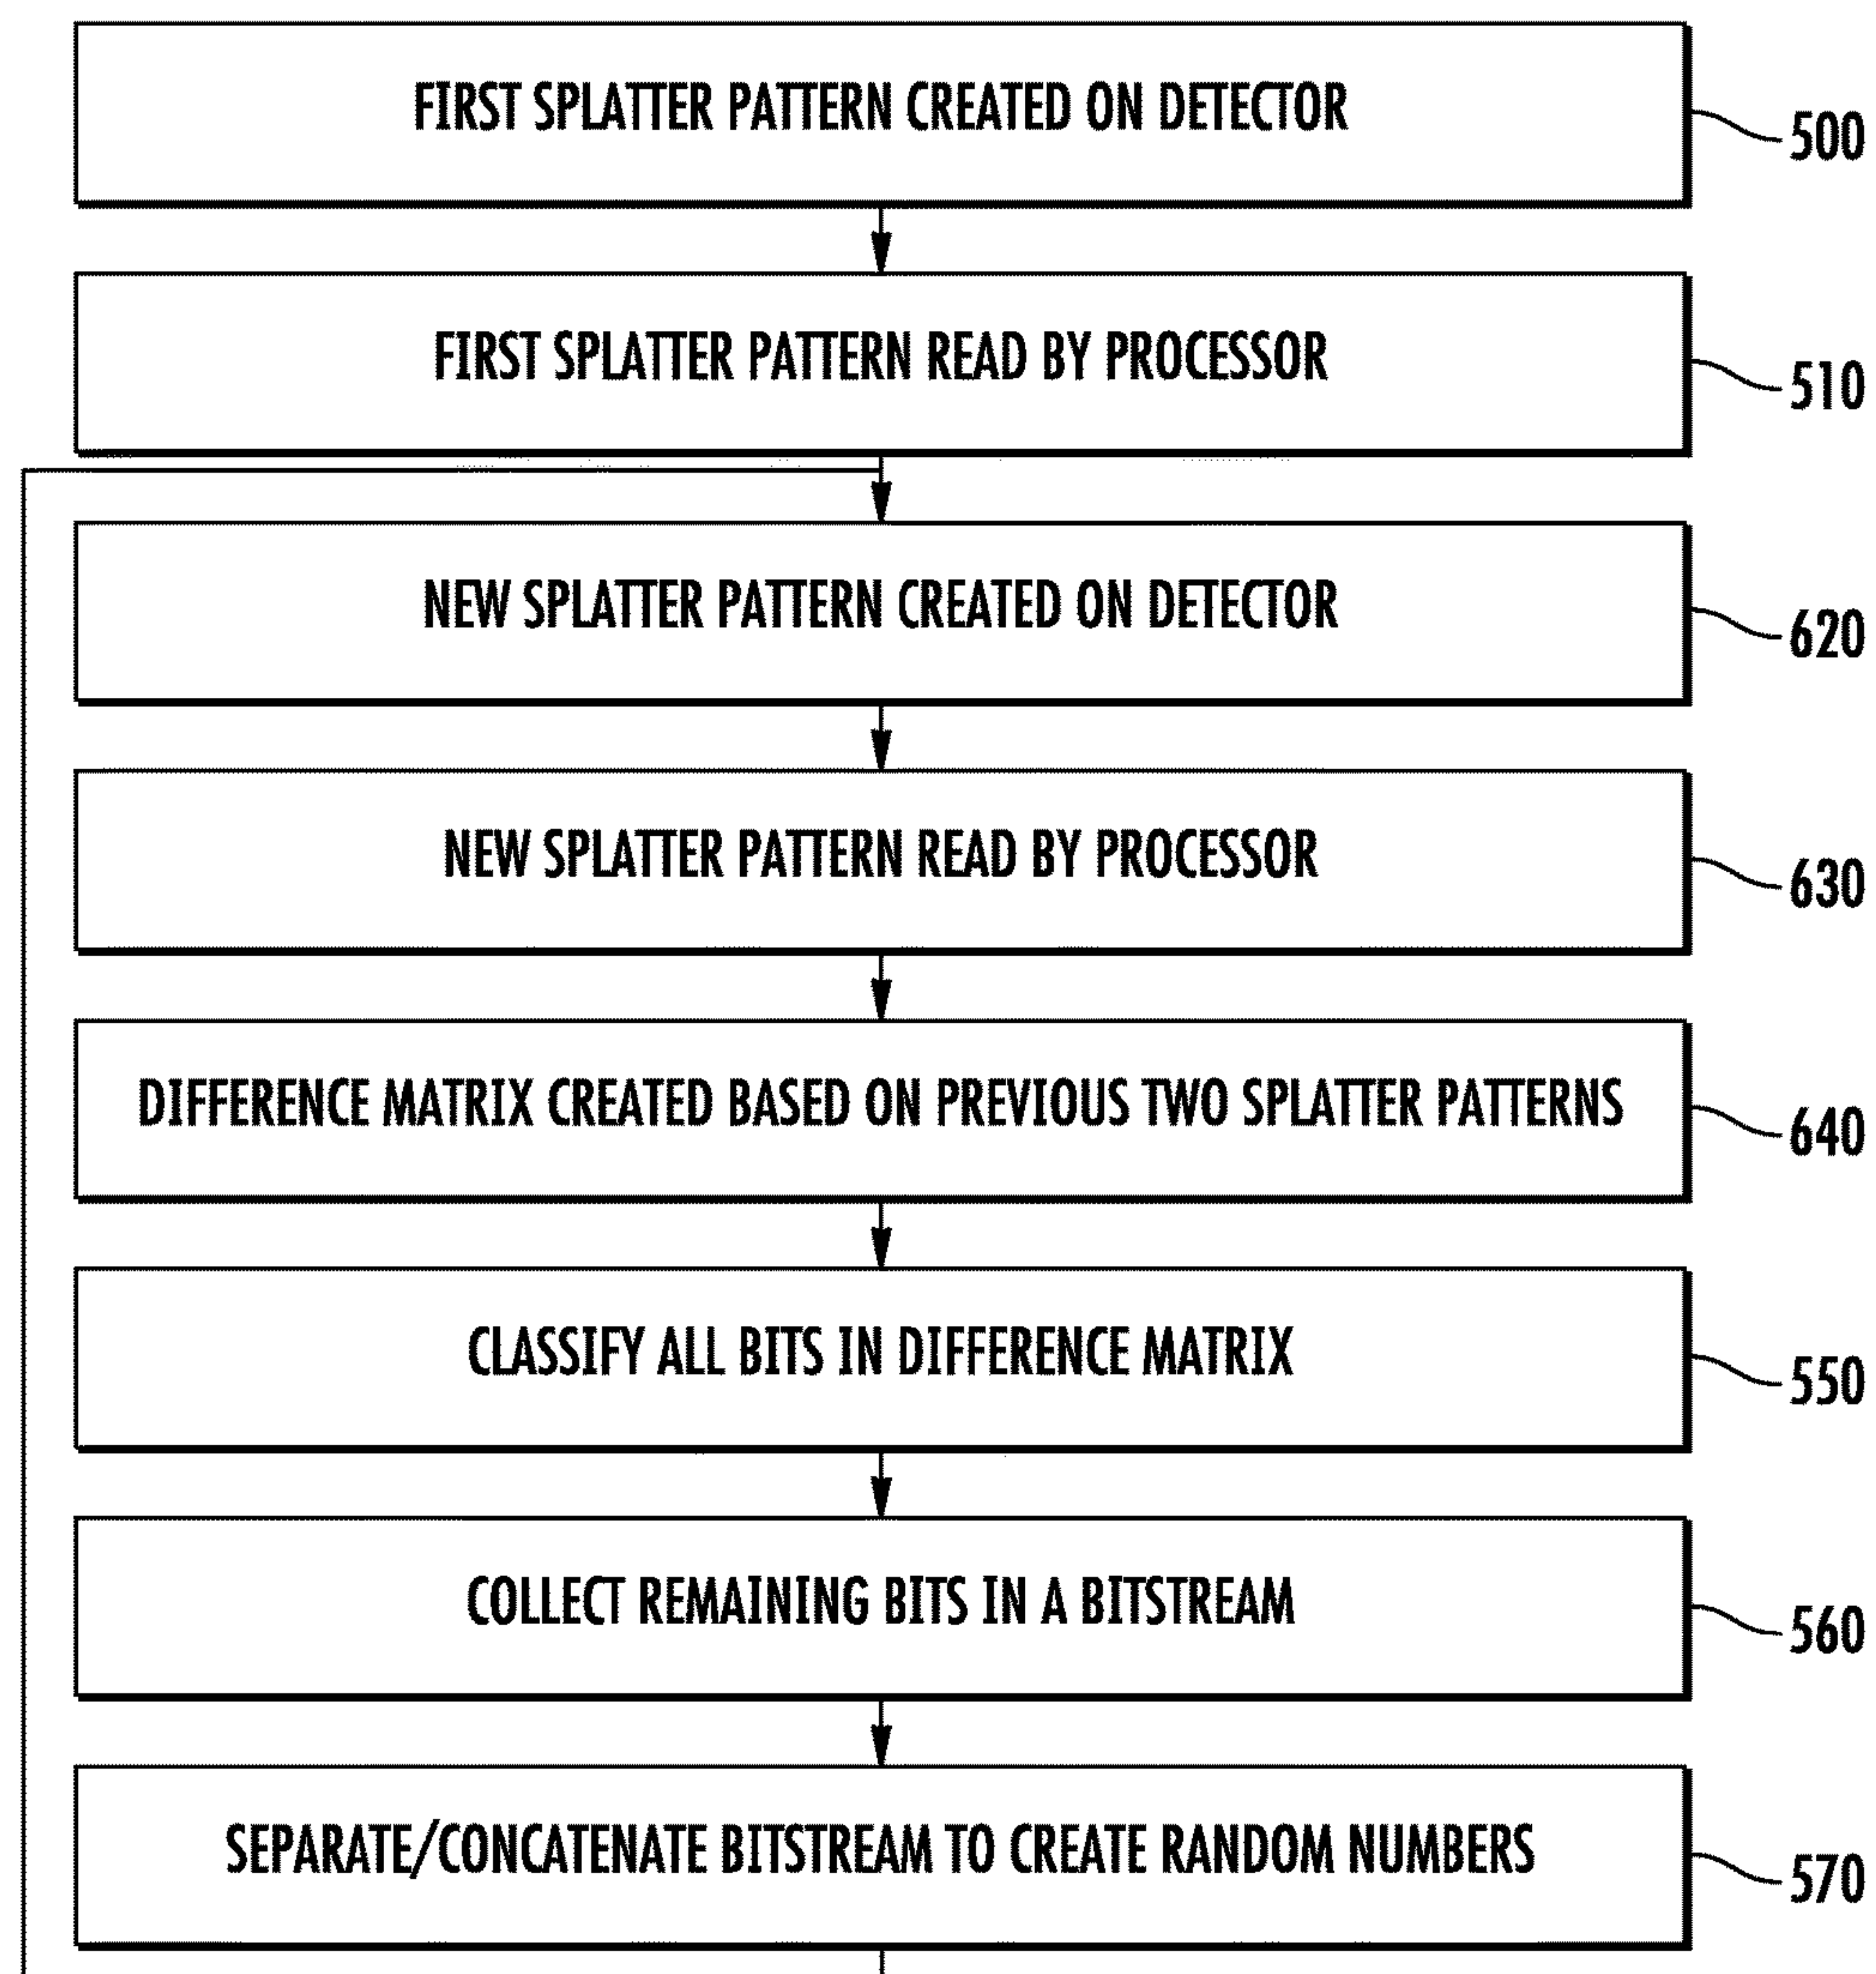 FIRST SPLATTER PATTERN CREATED ON DETECTOR
500
FIRST SPLATTER PATTERN READ BY PROCESSOR
510
NEW SPLATTER PATTERN CREATED ON DETECTOR
620
NEW SPLATTER PATTERN READ BY PROCESSOR
630
DIFFERENCE MATRIX CREATED BASED ON PREVIOUS TWO SPLATTER PATTERNS
640
CLASSIFY ALL BITS IN DIFFERENCE MATRIX
550
COLLECT REMAINING BITS IN A BITSTREAM
560
SEPARATE/CONCATENATE BITSTREAM TO CREATE RANDOM NUMBERS
570